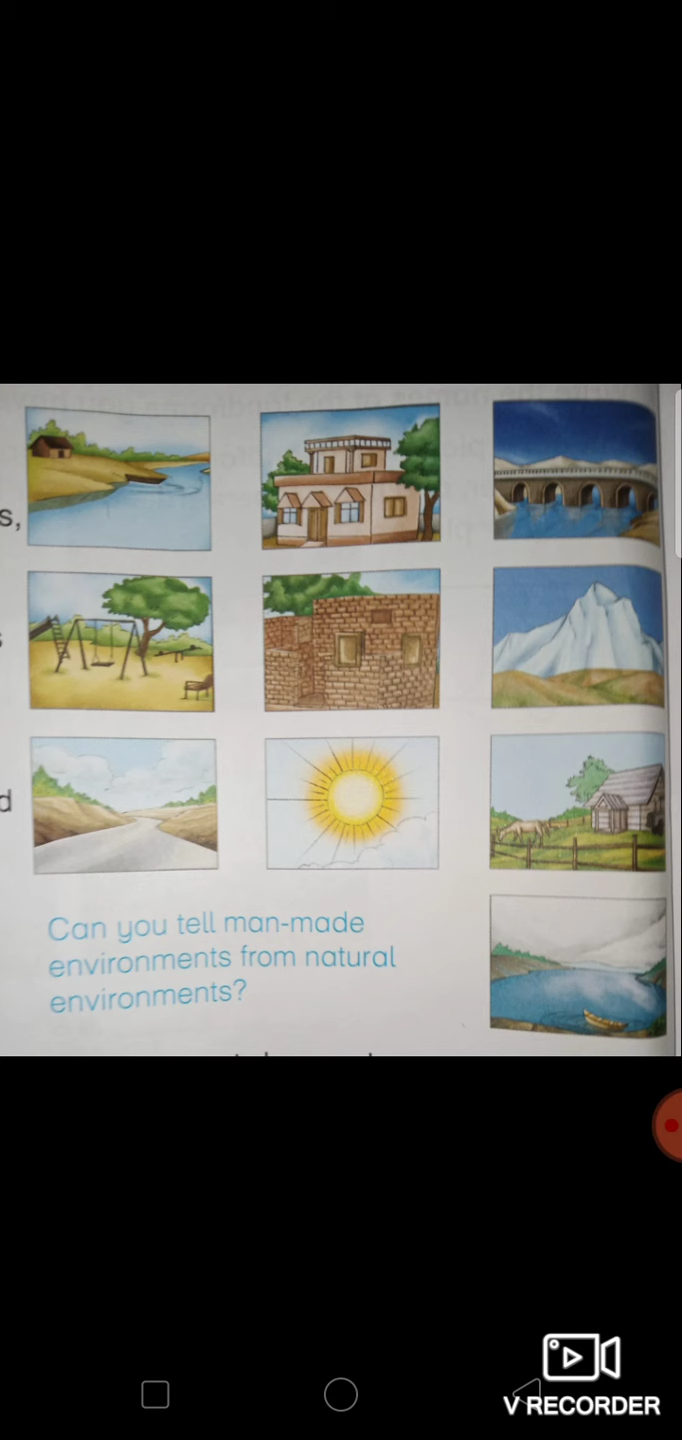 s,
d
Can you tell man-made
environments from natural
environments?
V RECORDER